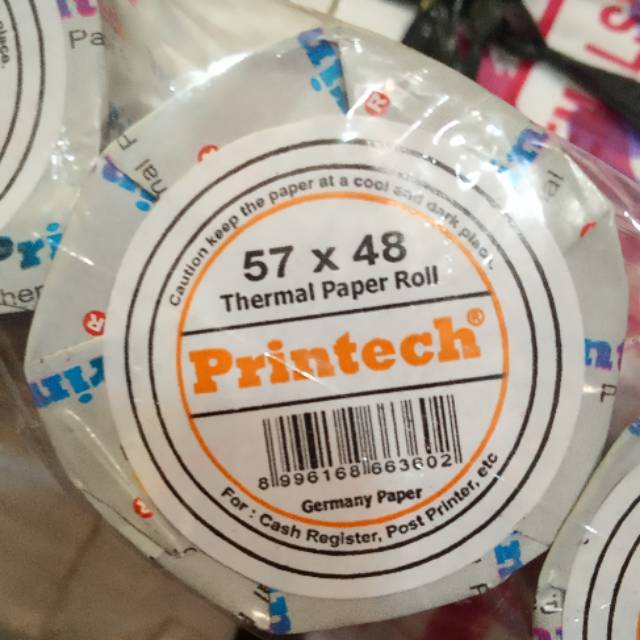 Caution keep the paper at a cool and dark place.
57 x 48
Thermal Paper Roll
Printech®
8 996168 663602
Germany Paper
For : Cash Register, Post Printer, etc